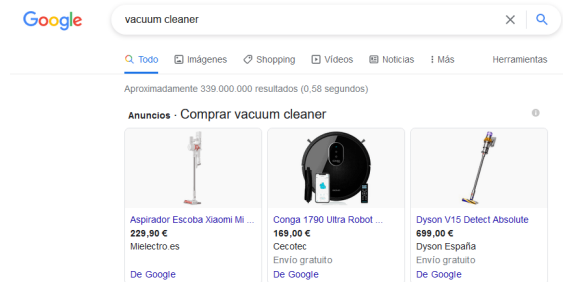 Google
vacuum cleaner
Todo Imágenes Shopping Vídeos Noticias Más Herramientas
Aproximadamente 339.000.000 resultados (0,58 segundos)
Anuncios · Comprar vacuum cleaner
Aspirador Escoba Xiaomi Mi ...
229,90 €
Mielectro.es
De Google
Conga 1790 Ultra Robot ...
169,00 €
Cecotec
Envío gratuito
De Google
Dyson V15 Detect Absolute
699,00 €
Dyson España
Envío gratuito
De Google